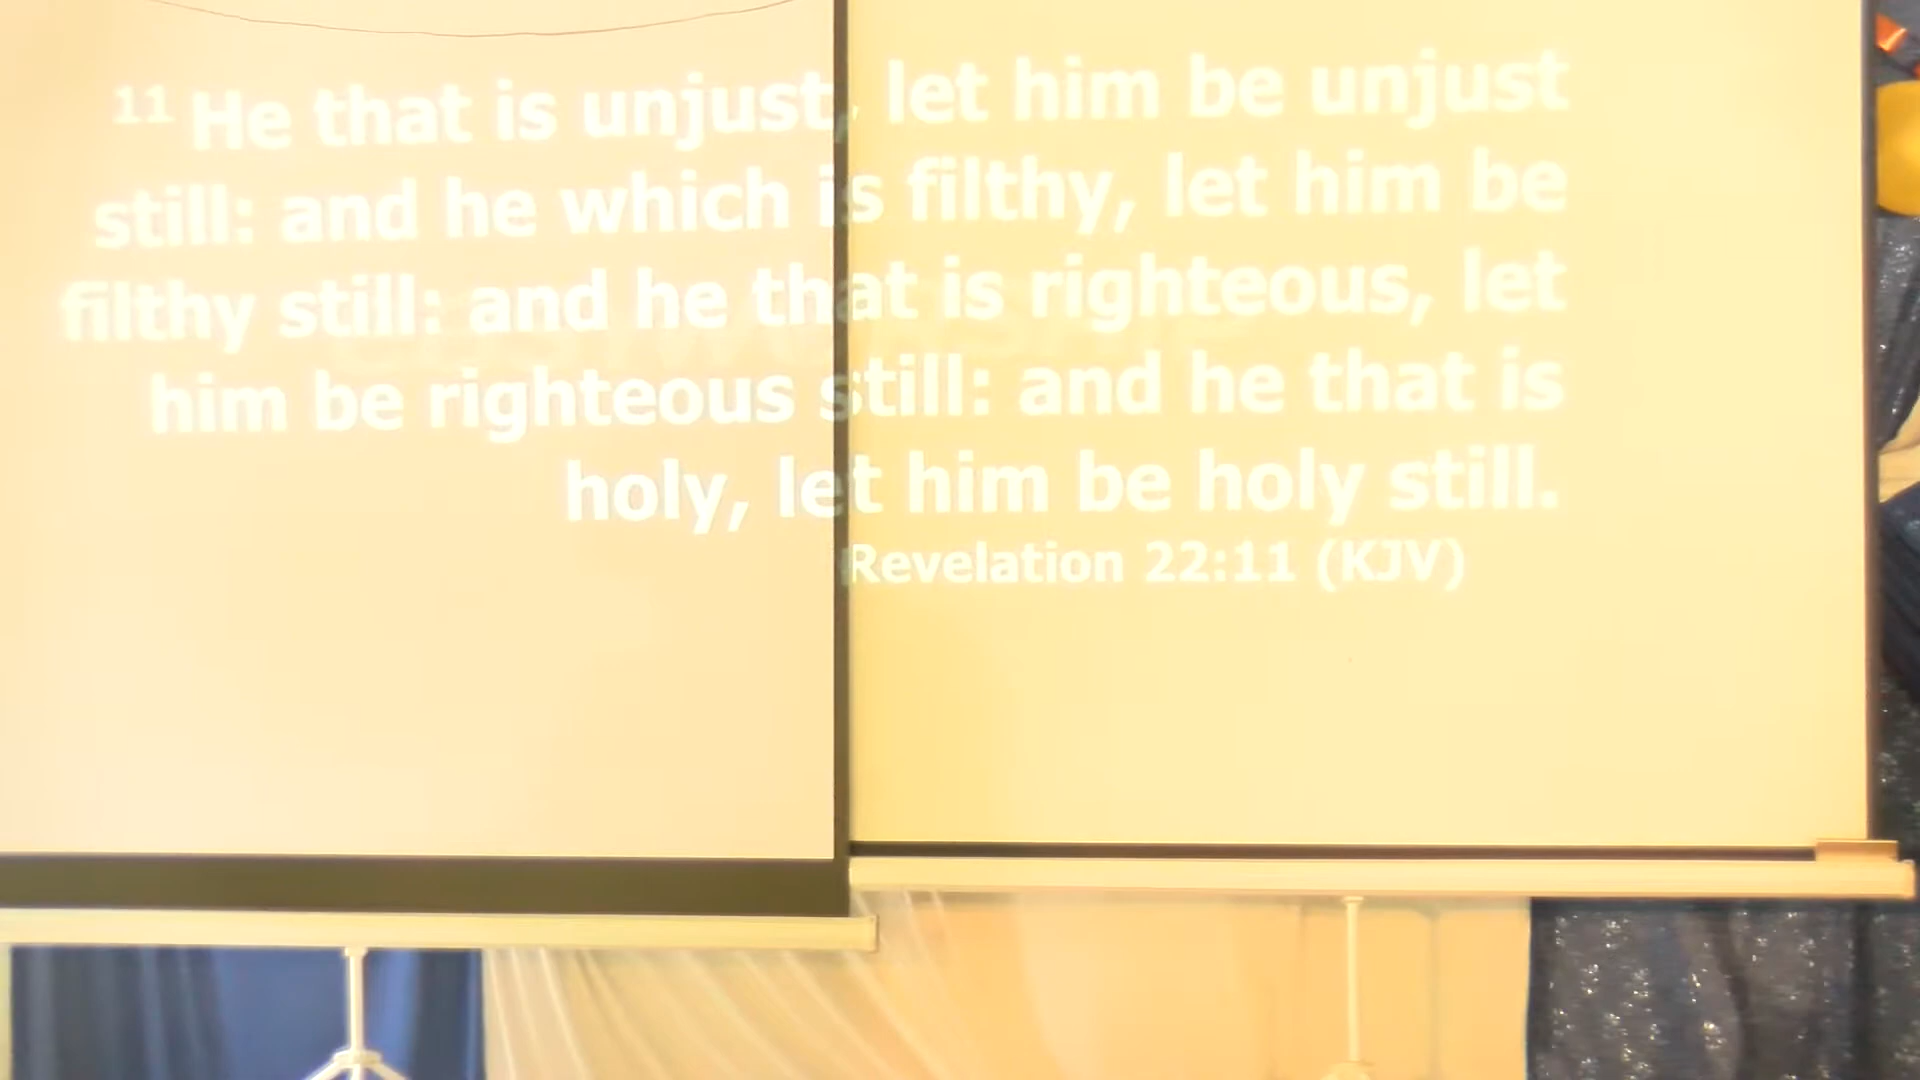 11 He that is unjust, let him be unjust
still: and he which is filthy, let him be
filthy still: and he that is righteous, let
him be righteous still: and he that is
holy, let him be holy still.
Revelation 22:11 (KJV)